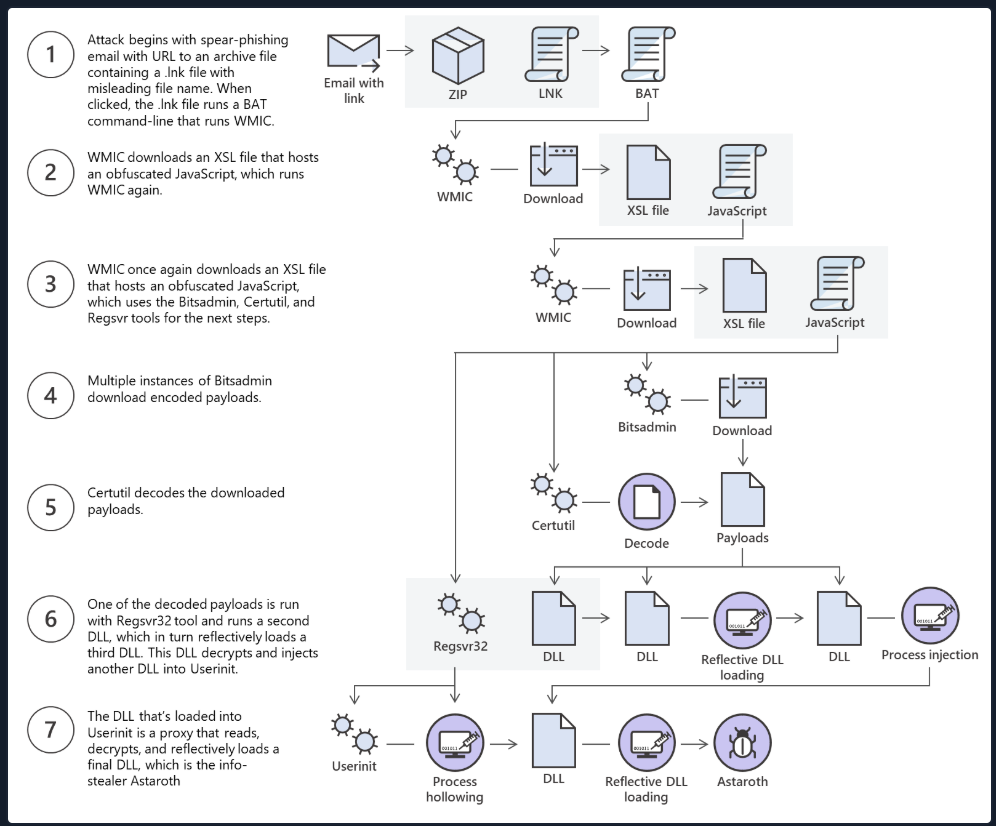 1
Attack begins with spear-phishing
email with URL to an archive file
containing a .lnk file with
misleading file name. When
clicked, the .lnk file runs a BAT
command-line that runs WMIC.
Email with
link
ZIP
LNK
BAT
2
WMIC downloads an XSL file that hosts
an obfuscated JavaScript, which runs
WMIC again.
WMIC
Download
XSL file
JavaScript
3
WMIC once again downloads an XSL file
that hosts an obfuscated JavaScript,
which uses the Bitsadmin, Certutil, and
Regsvr tools for the next steps.
WMIC
Download
XSL file
JavaScript
4
Multiple instances of Bitsadmin
download encoded payloads.
Bitsadmin
Download
5
Certutil decodes the downloaded
payloads.
Certutil
Decode
Payloads
6
One of the decoded payloads is run
with Regsvr32 tool and runs a second
DLL, which in turn reflectively loads a
third DLL. This DLL decrypts and injects
another DLL into Userinit.
Regsvr32
DLL
DLL
001011
Reflective DLL
loading
DLL
001011
Process injection
7
The DLL that's loaded into
Userinit is a proxy that reads,
decrypts, and reflectively loads a
final DLL, which is the info-
stealer Astaroth
Userinit
001011
Process
hollowing
DLL
001011
Reflective DLL
loading
Astaroth